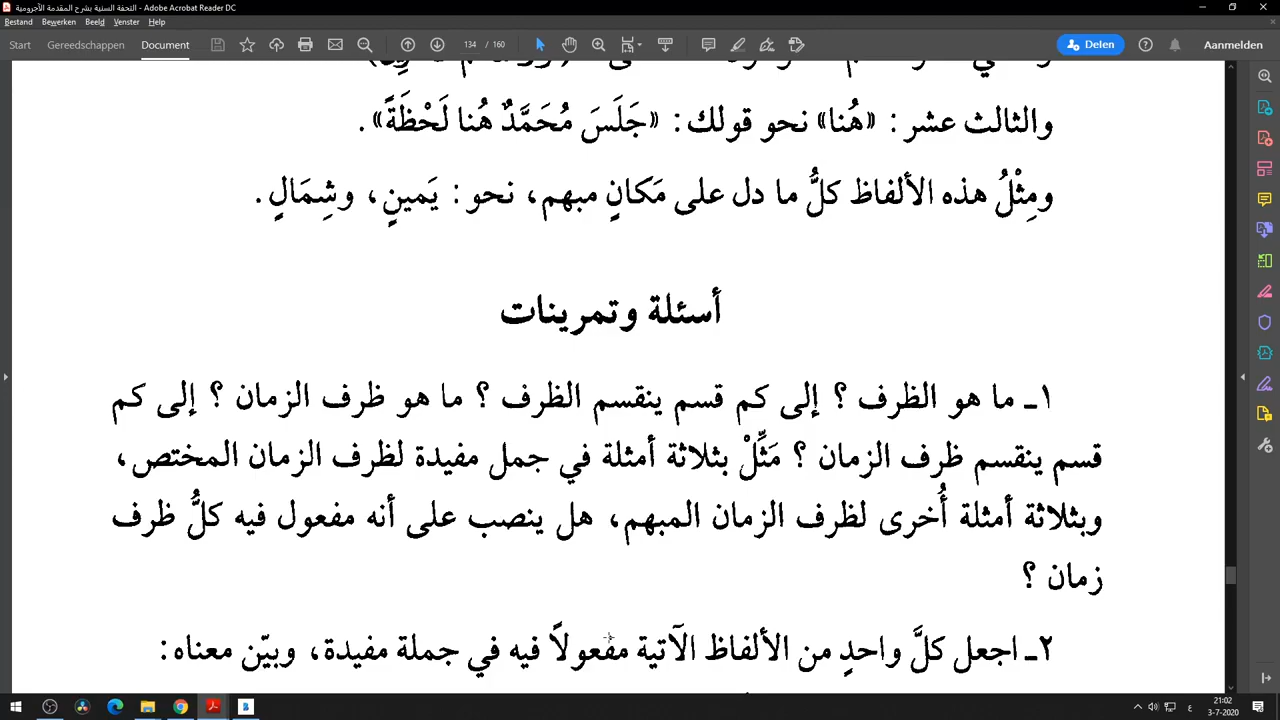 التحفة السنية بشرح المقدمة الآجرومية - Adobe Acrobat Reader DC
Bestand Bewerken Beeld Venster Help
Start Gereedschappen Document 134 / 160 Delen Aanmelden
والثالث عشر : «هُنا» نحو قولك : «جَلَسَ مُحَمَّدٌ هُنا لَحْظَةً» .
ومِثْلُ هذه الألفاظ كلُّ ما دل على مَكانٍ مبهم، نحو : يَمينٍ، وشِمَالٍ .
أسئلة وتمرينات
١ـ ما هو الظرف ؟ إلى كم قسم ينقسم الظرف ؟ ما هو ظرف الزمان ؟ إلى كم
قسم ينقسم ظرف الزمان ؟ مَثِّلْ بثلاثة أمثلة في جمل مفيدة لظرف الزمان المختص،
وبثلاثة أمثلة أُخرى لظرف الزمان المبهم، هل ينصب على أنه مفعول فيه كلُّ ظرف
زمان ؟
٢ـ اجعل كلَّ واحدٍ من الألفاظ الآتية مفعولاً فيه في جملة مفيدة، وبيّن معناه :
21:02
3-7-2020